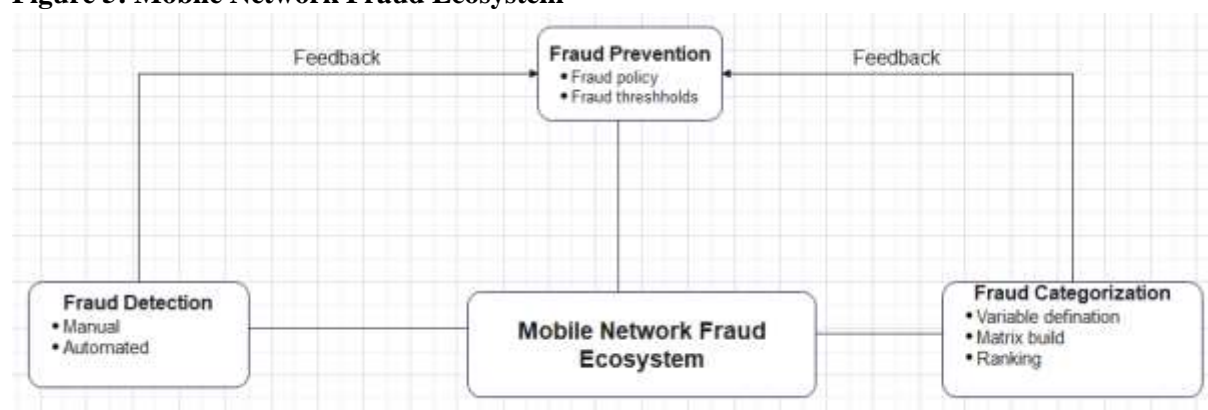 Figure 3: Mobile Network Fraud Ecosystem
Feedback
Fraud Prevention
• Fraud policy
• Fraud threshholds
Feedback
Fraud Detection
• Manual
• Automated
Mobile Network Fraud
Ecosystem
Fraud Categorization
• Variable defination
• Matrix build
• Ranking